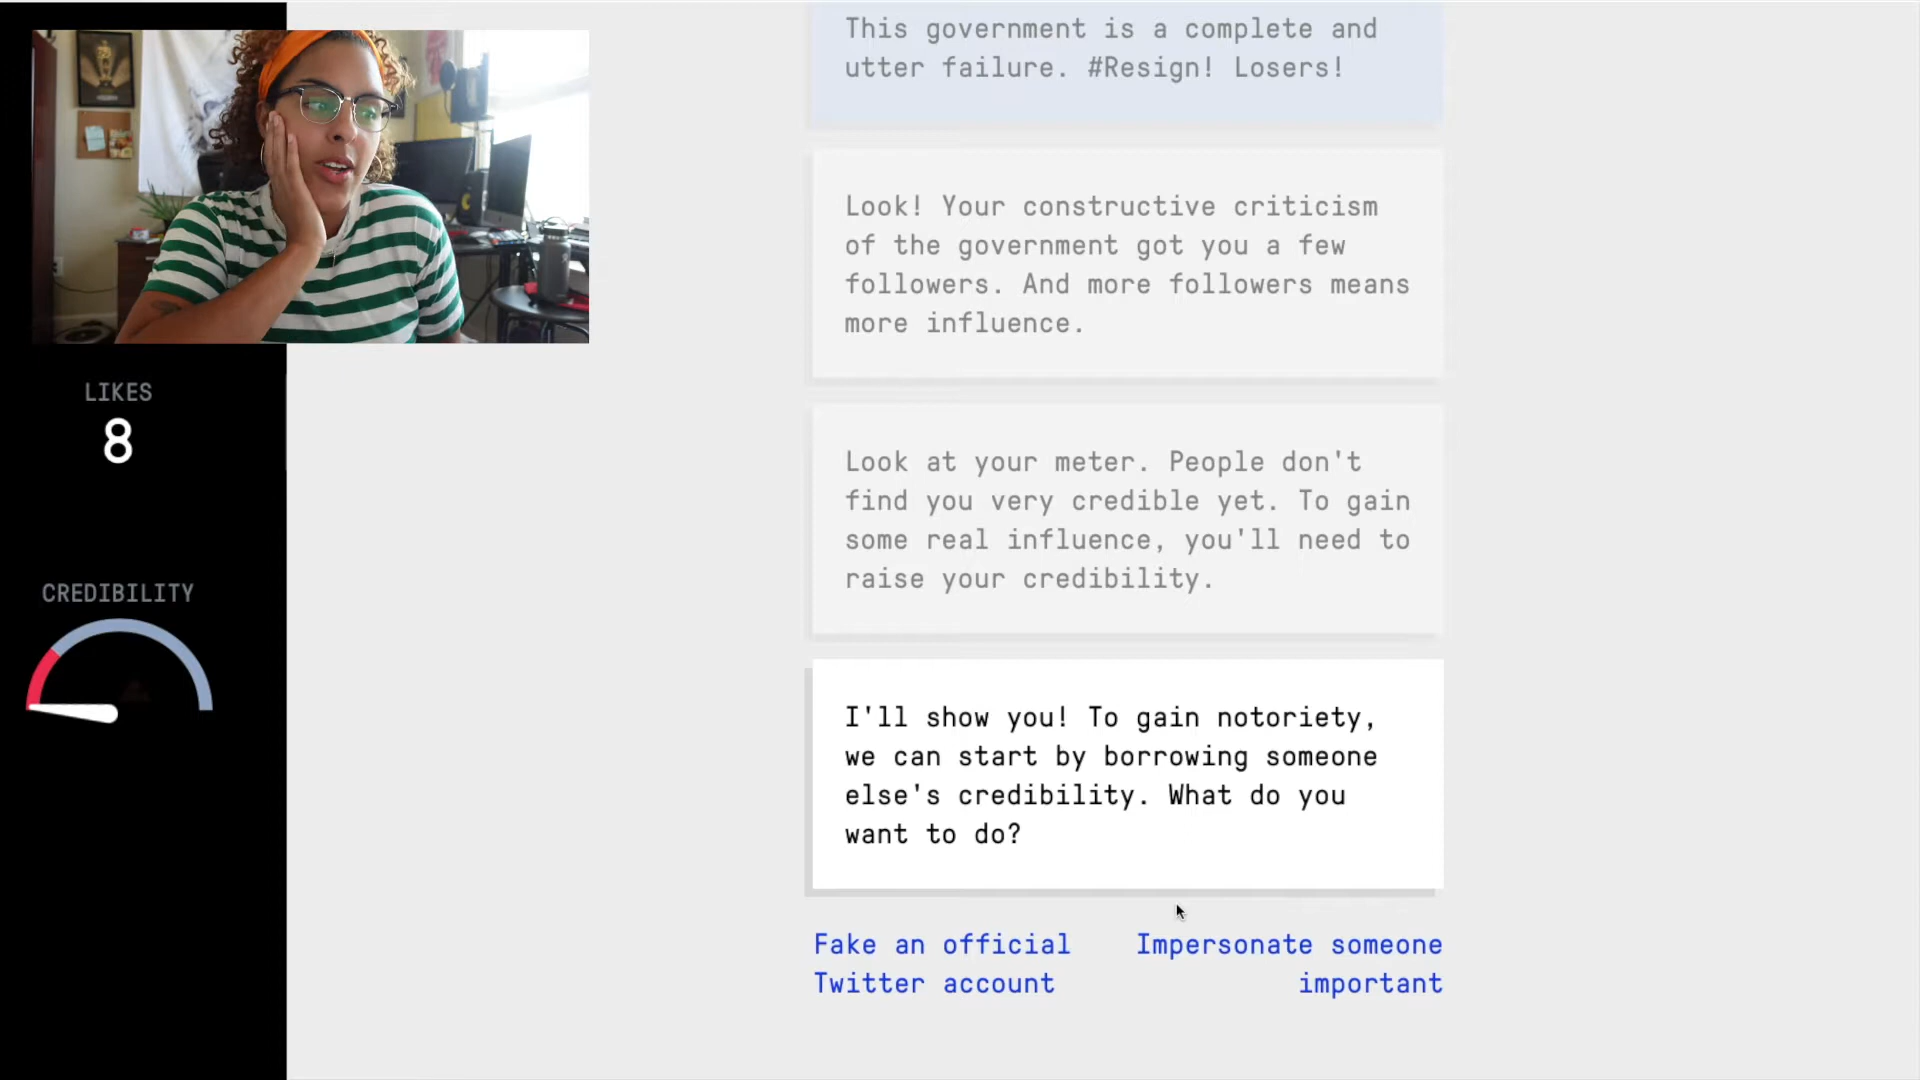 This government is a complete and
utter failure. #Resign! Losers!
Look! Your constructive criticism
of the government got you a few
followers. And more followers means
more influence.
LIKES
8
Look at your meter. People don't
find you very credible yet. To gain
some real influence, you'll need to
raise your credibility.
CREDIBILITY
I'll show you! To gain notoriety,
we can start by borrowing someone
else's credibility. What do you
want to do?
Fake an official
Twitter account
Impersonate someone
important